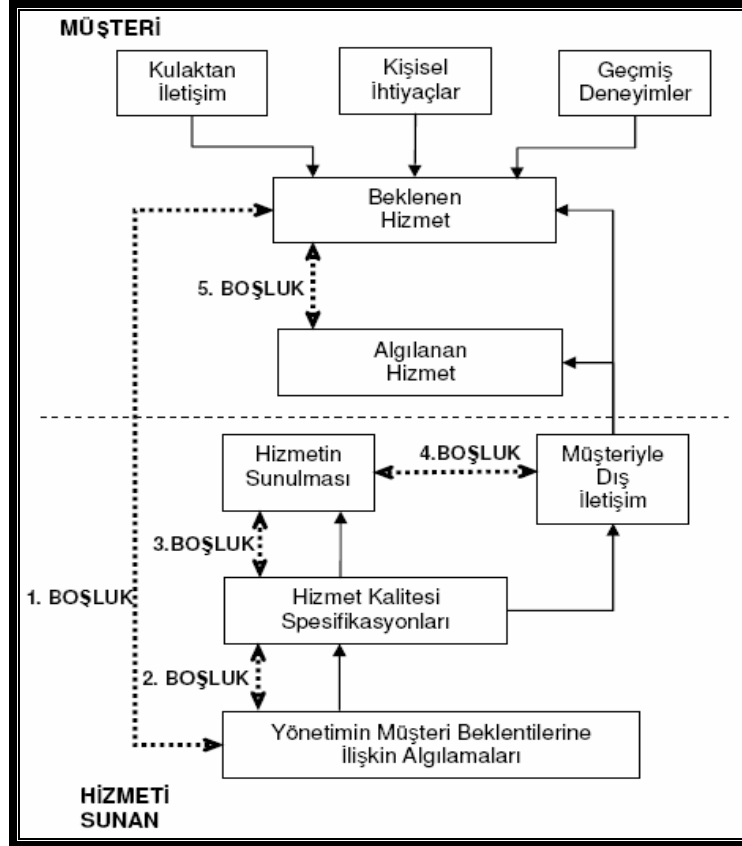 MÜŞTERİ
Kulaktan
İletişim
Kişisel
İhtiyaçlar
Geçmiş
Deneyimler
Beklenen
Hizmet
5. BOŞLUK
Algılanan
Hizmet
Hizmetin
Sunulması
4.BOŞLUK
Müşteriyle
Dış
İletişim
3.BOŞLUK
1. BOŞLUK
Hizmet Kalitesi
Spesifikasyonları
2. BOŞLUK
Yönetimin Müşteri Beklentilerine
İlişkin Algılamaları
HİZMETİ
SUNAN